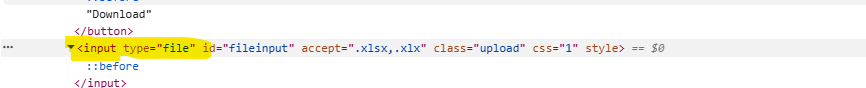 "Download"
</button>
... <input type="file" id="fileinput" accept=".xlsx,.xlx" class="upload" css="1" style> == $0
::before
</input>